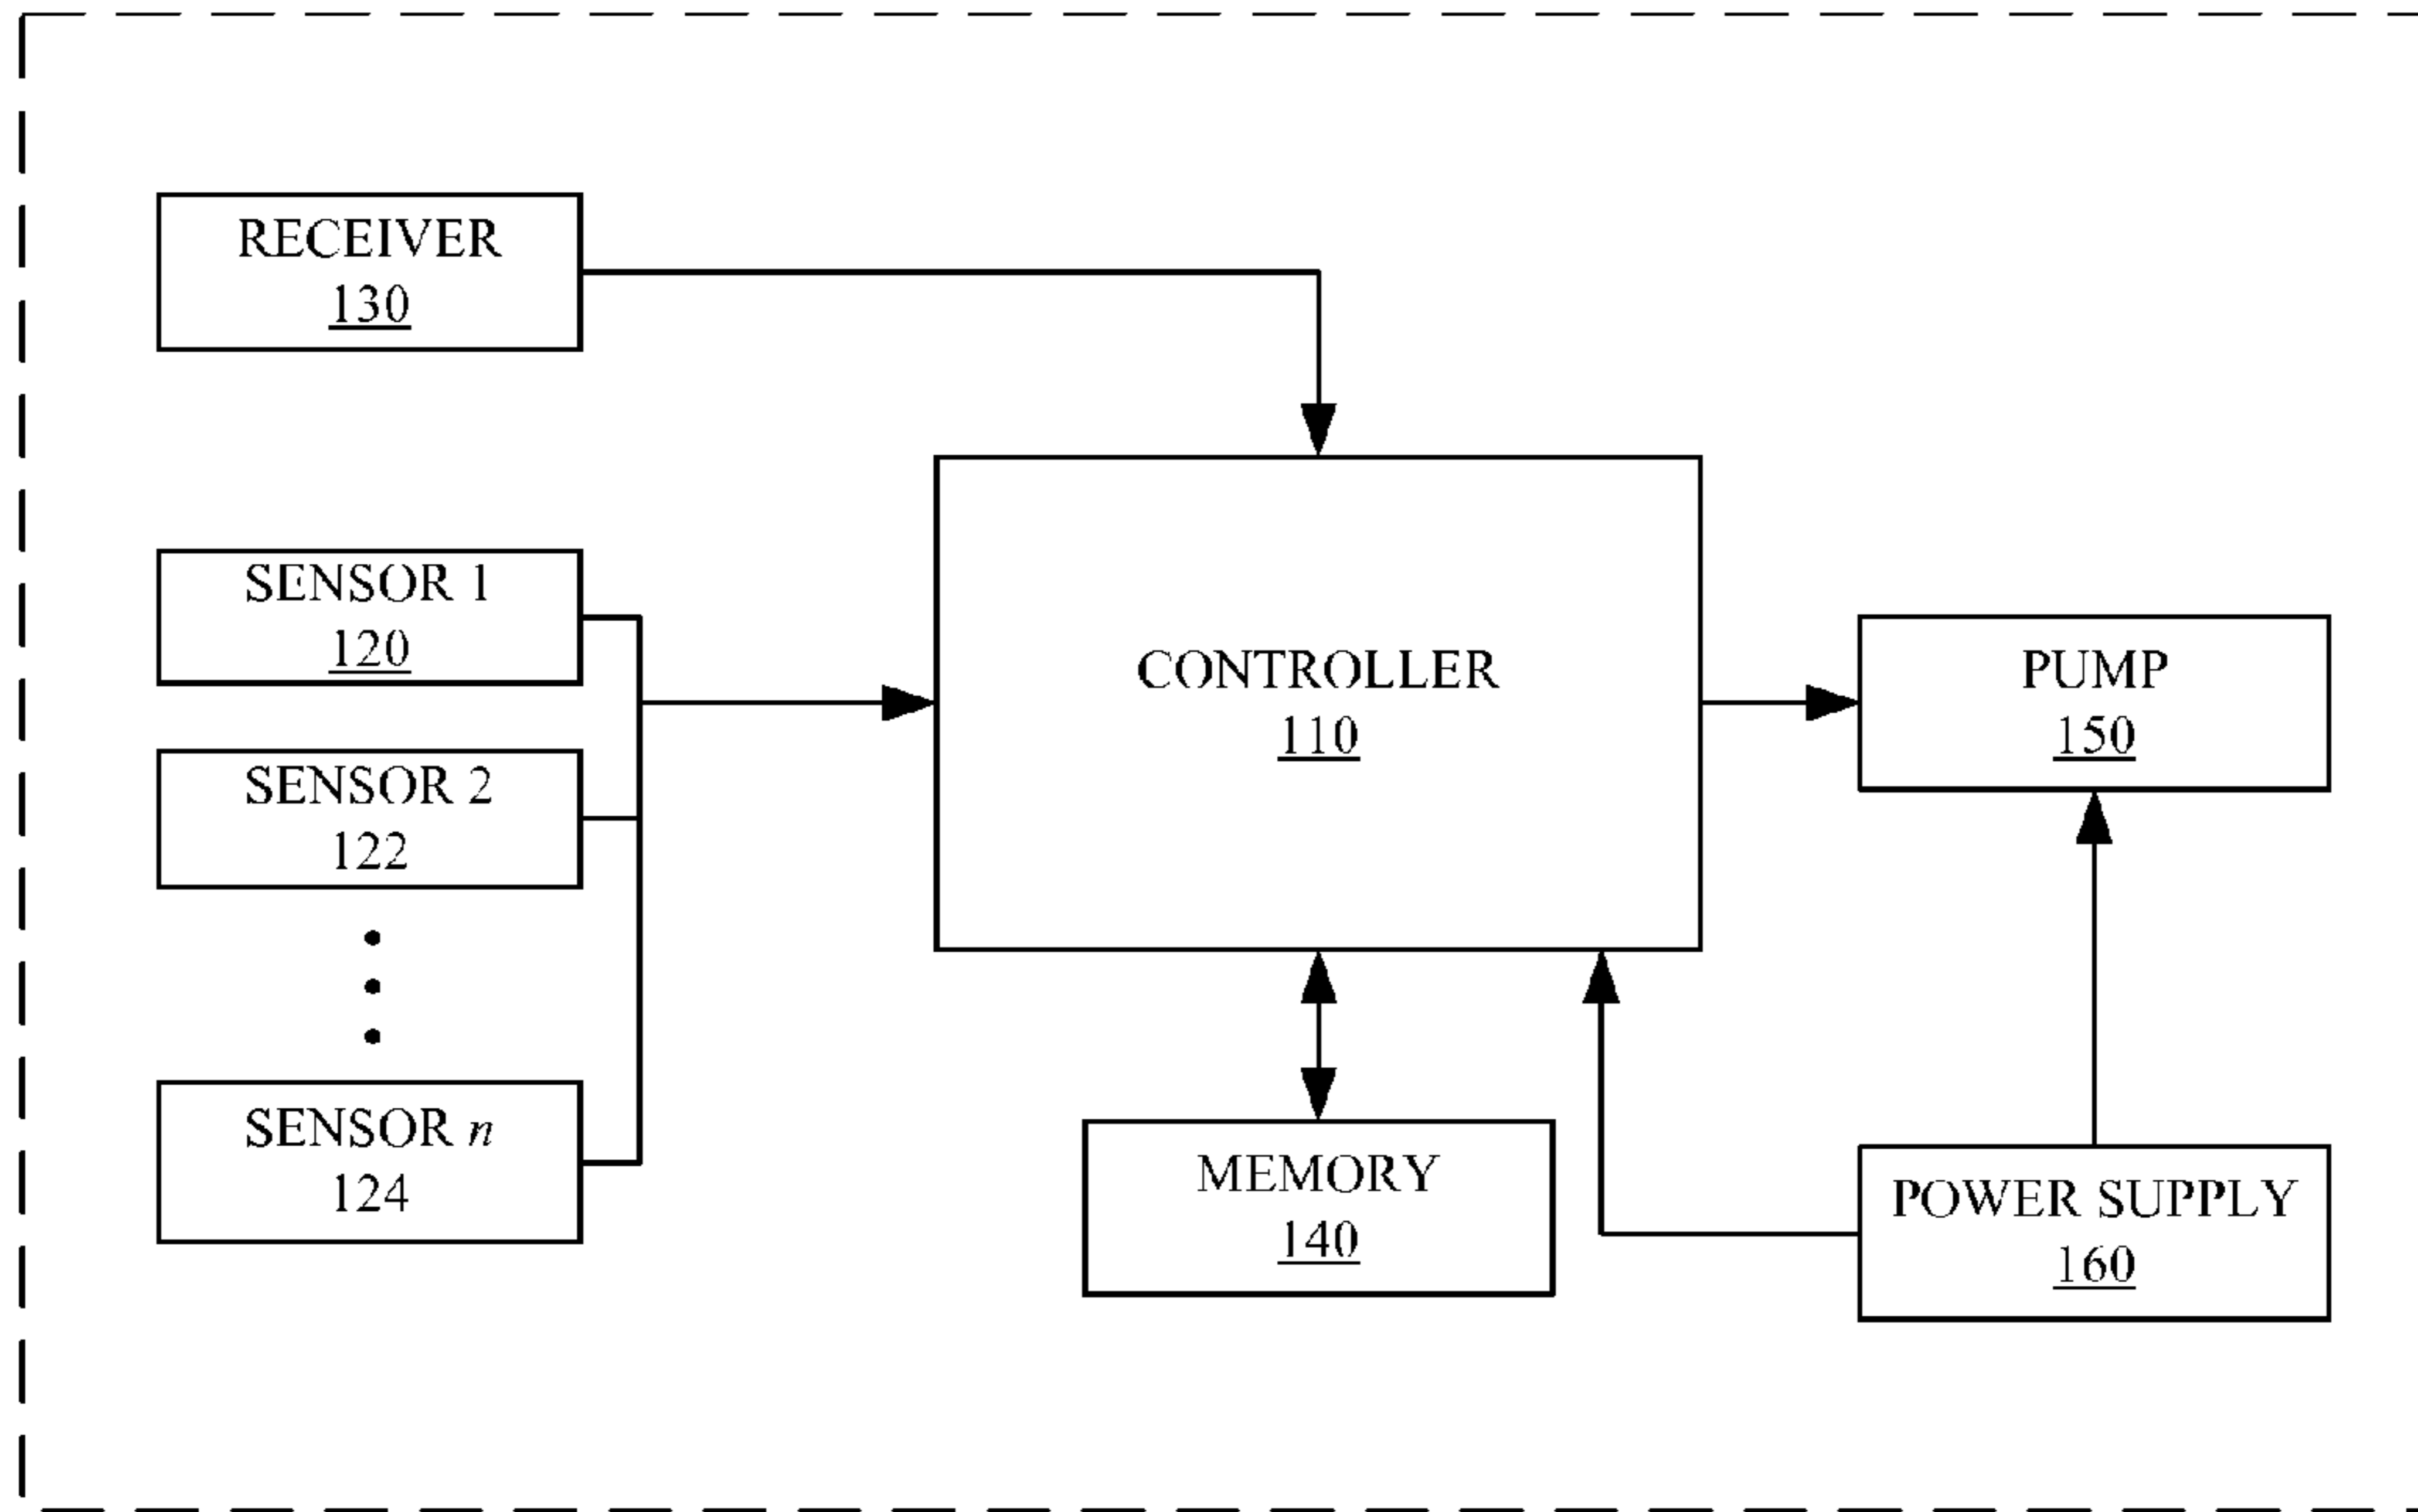 RECEIVER
130
SENSOR 1
120
SENSOR 2
122
SENSOR n
124
CONTROLLER
110
MEMORY
140
PUMP
150
POWER SUPPLY
160